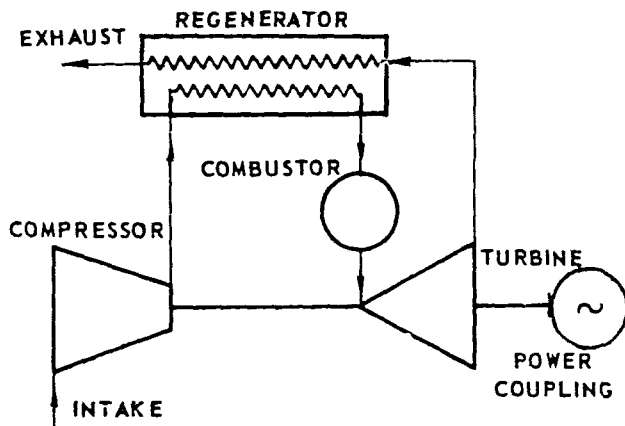 REGENERATOR
EXHAUST
COMBUSTOR
COMPRESSOR
TURBINE
~
POWER
COUPLING
INTAKE